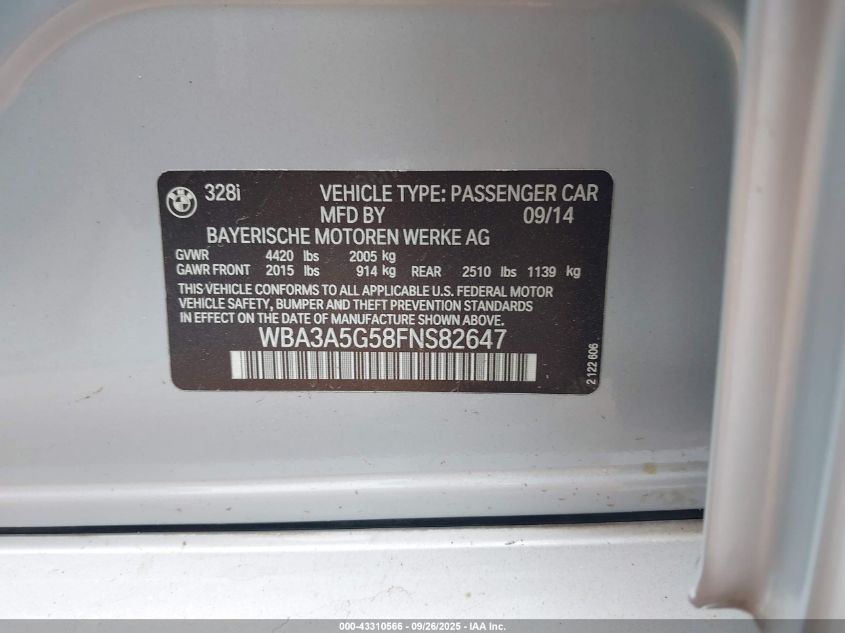 328i VEHICLE TYPE: PASSENGER CAR
MFD BY 09/14
BAYERISCHE MOTOREN WERKE AG
GVWR 4420 lbs 2005 kg
GAWR FRONT 2015 lbs 914 kg REAR 2510 lbs 1139 kg
THIS VEHICLE CONFORMS TO ALL APPLICABLE U.S. FEDERAL MOTOR
VEHICLE SAFETY, BUMPER AND THEFT PREVENTION STANDARDS
IN EFFECT ON THE DATE OF MANUFACTURE SHOWN ABOVE.
WBA3A5G58FNS82647
2 122 606
000-43310566 - 09/26/2025 - IAA Inc.